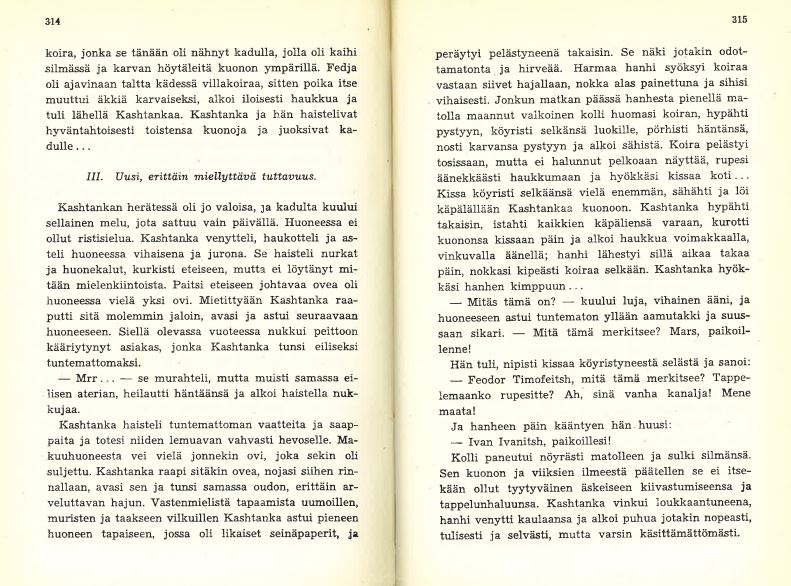 314
koira, jonka se tänään oli nähnyt kadulla, jolla oli kaihi
silmässä ja karvan höytäleitä kuonon ympärillä. Fedja
oli ajavinaan taltta kädessä villakoiraa, sitten poika itse
muuttui äkkiä karvaiseksi, alkoi iloisesti haukkua ja
tuli lähellä Kashtankaa. Kashtanka ja hän haistelivat
hyväntahtoisesti toistensa kuonoja ja juoksivat ka-
dulle...
III. Uusi, erittäin miellyttävä tuttavuus.
Kashtankan herätessä oli jo valoisa, ja kadulta kuului
sellainen melu, jota sattuu vain päivällä. Huoneessa ei
ollut ristisielua. Kashtanka venytteli, haukotteli ja as-
teli huoneessa vihaisena ja jurona. Se haisteli nurkat
ja huonekalut, kurkisti eteiseen, mutta ei löytänyt mi-
tään mielenkiintoista. Paitsi eteiseen johtavaa ovea oli
huoneessa vielä yksi ovi. Mietittyään Kashtanka raa-
putti sitä molemmin jaloin, avasi ja astui seuraavaan
huoneeseen. Siellä olevassa vuoteessa nukkui peittoon
kääriytynyt asiakas, jonka Kashtanka tunsi eiliseksi
tuntemattomaksi.
— Mrr... — se murahteli, mutta muisti samassa ei-
lisen aterian, heilautti häntäänsä ja alkoi haistella nuk-
kujaa.
Kashtanka haisteli tuntemattoman vaatteita ja saap-
paita ja totesi niiden lemuavan vahvasti hevoselle. Ma-
kuuhuoneesta vei vielä jonnekin ovi, joka sekin oli
suljettu. Kashtanka raapi sitäkin ovea, nojasi siihen rin-
nallaan, avasi sen ja tunsi samassa oudon, erittäin ar-
veluttavan hajun. Vastenmielistä tapaamista uumoillen,
muristen ja taakseen vilkuillen Kashtanka astui pieneen
huoneen tapaiseen, jossa oli likaiset seinäpaperit, ja
315
peräytyi pelästyneenä takaisin. Se näki jotakin odot-
tamatonta ja hirveää. Harmaa hanhi syöksyi koiraa
vastaan siivet hajallaan, nokka alas painettuna ja sihisi
vihaisesti. Jonkun matkan päässä hanhesta pienellä ma-
tolla maannut valkoinen kolli huomasi koiran, hypähti
pystyyn, köyristi selkänsä luokille, pörhisti häntänsä,
nosti karvansa pystyyn ja alkoi sähistä. Koira pelästyi
tosissaan, mutta ei halunnut pelkoaan näyttää, rupesi
äänekkäästi haukkumaan ja hyökkäsi kissaa koti...
Kissa köyristi selkäänsä vielä enemmän, sähähti ja löi
käpälällään Kashtankaa kuonoon. Kashtanka hypähti
takaisin, istahti kaikkien käpäliensä varaan, kurotti
kuononsa kissaan päin ja alkoi haukkua voimakkaalla,
vinkuvalla äänellä; hanhi lähestyi sillä aikaa takaa
päin, nokkasi kipeästi koiraa selkään. Kashtanka hyök-
käsi hanhen kimppuun...
— Mitäs tämä on? — kuului luja, vihainen ääni, ja
huoneeseen astui tuntematon yllään aamutakki ja suus-
saan sikari. — Mitä tämä merkitsee? Mars, paikoil-
lenne!
Hän tuli, nipisti kissaa köyristyneestä selästä ja sanoi:
— Feodor Timofeitsh, mitä tämä merkitsee? Tappe-
lemaanko rupesitte? Ah, sinä vanha kanalja! Mene
maata!
Ja hanheen päin kääntyen hän huusi:
— Ivan Ivanitsh, paikoillesi!
Kolli paneutui nöyrästi matolleen ja sulki silmänsä.
Sen kuonon ja viiksien ilmeestä päätellen se ei itse-
kään ollut tyytyväinen äskeiseen kiivastumiseensa ja
tappelunhaluunsa. Kashtanka vinkui loukkaantuneena,
hanhi venytti kaulaansa ja alkoi puhua jotakin nopeasti,
tulisesti ja selvästi, mutta varsin käsittämättömästi.